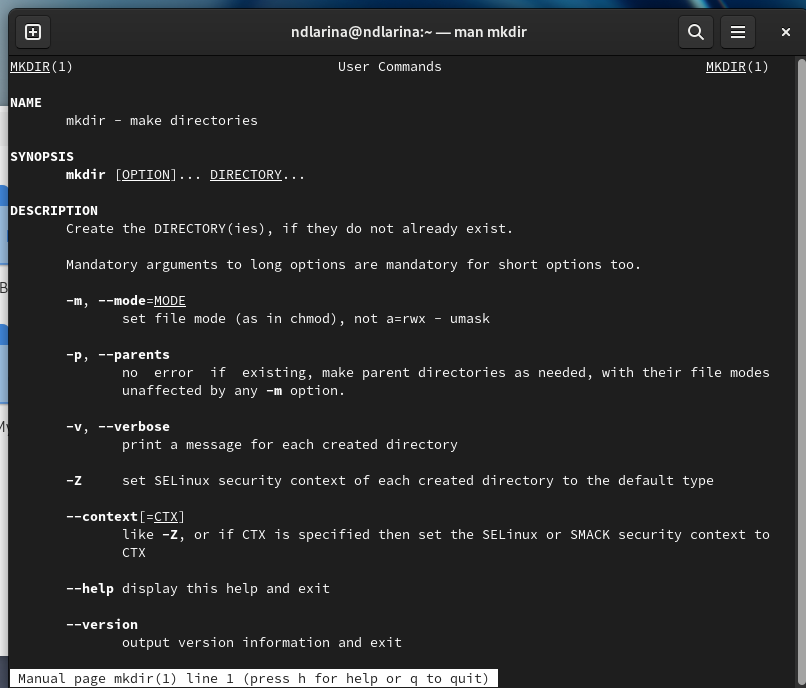 ndlarina@ndlarina:~ — man mkdir
MKDIR(1) User Commands MKDIR(1)
NAME
mkdir - make directories
SYNOPSIS
mkdir [OPTION]... DIRECTORY...
DESCRIPTION
Create the DIRECTORY(ies), if they do not already exist.
Mandatory arguments to long options are mandatory for short options too.
-m, --mode=MODE
set file mode (as in chmod), not a=rwx - umask
-p, --parents
no error if existing, make parent directories as needed, with their file modes
unaffected by any -m option.
-v, --verbose
print a message for each created directory
-Z set SELinux security context of each created directory to the default type
--context[=CTX]
like -Z, or if CTX is specified then set the SELinux or SMACK security context to
CTX
--help display this help and exit
--version
output version information and exit
Manual page mkdir(1) line 1 (press h for help or q to quit)